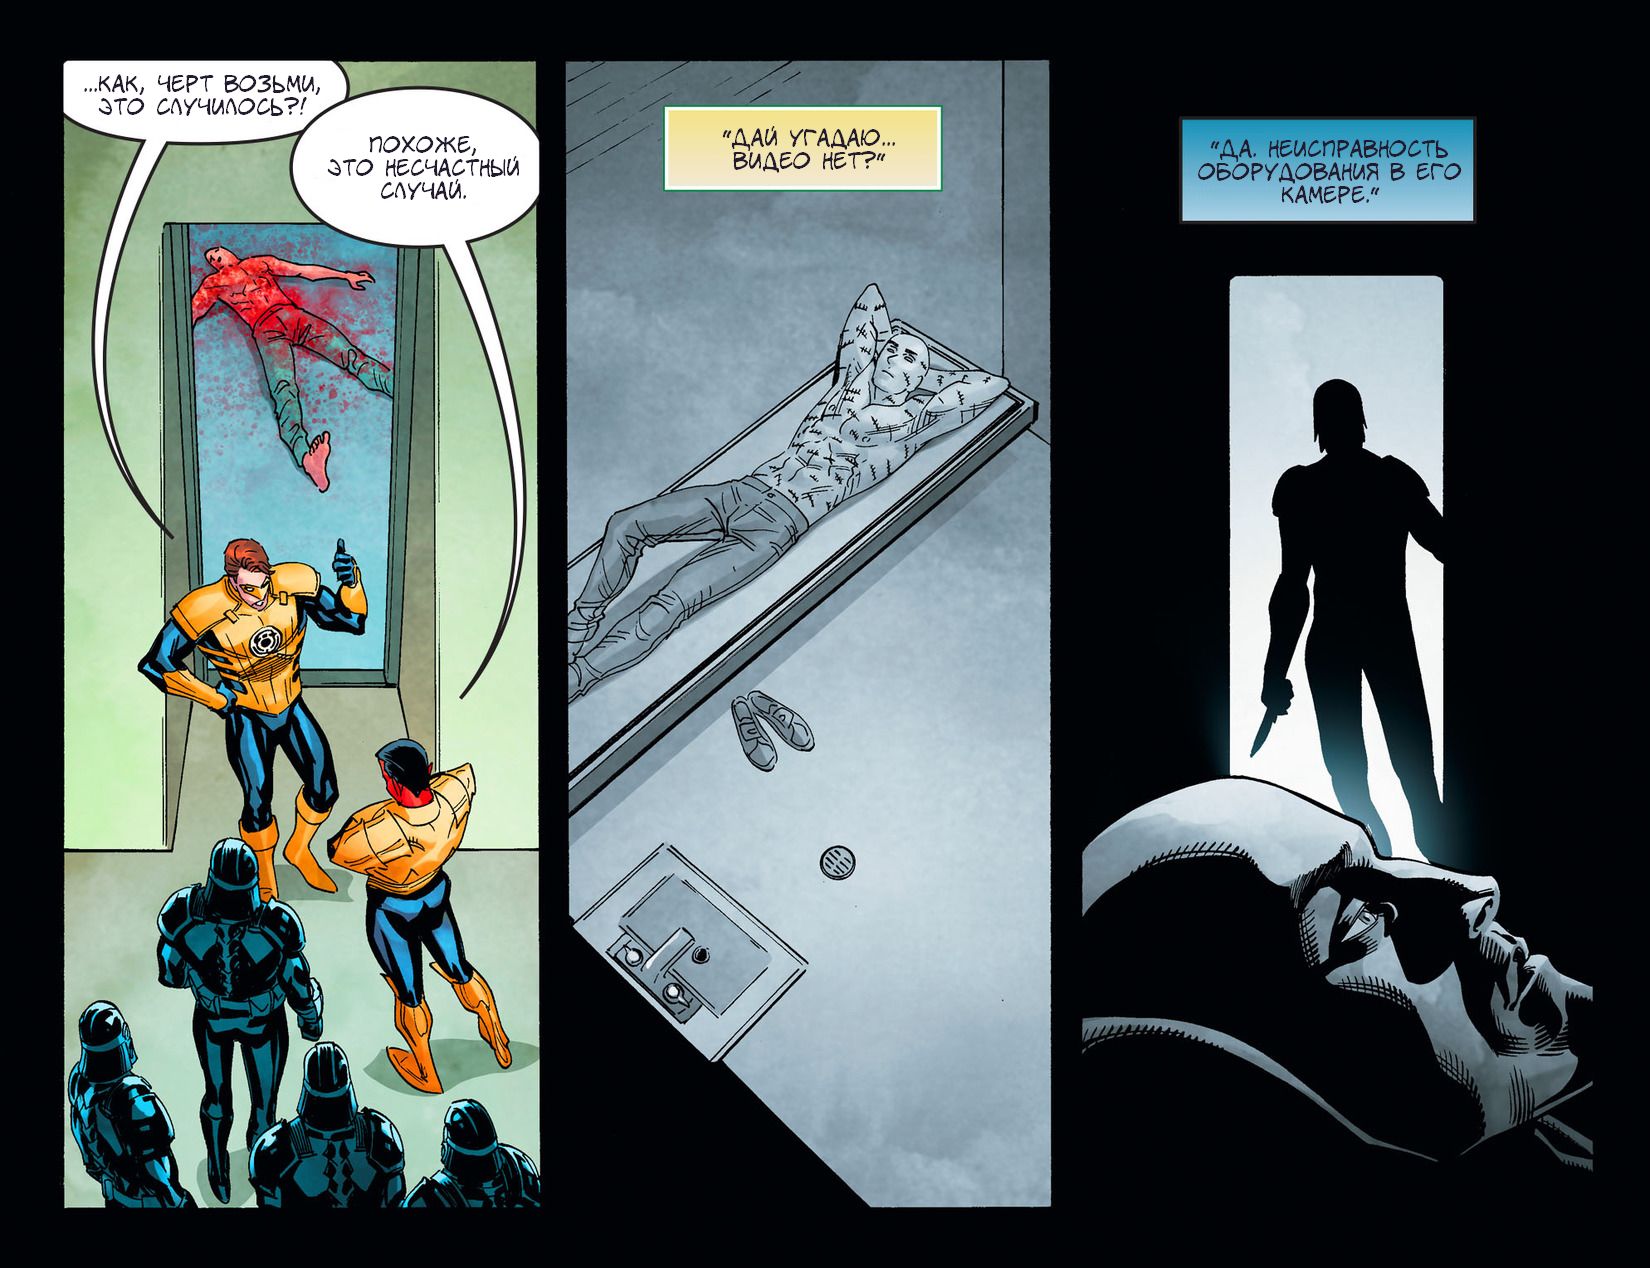 ...КАК, ЧЕРТ ВОЗЬМИ,
ЭТО СЛУЧИЛОСЬ?!
ПОХОЖЕ,
ЭТО НЕСЧАСТНЫЙ
СЛУЧАЙ.
"ДАЙ УГАДАЮ...
ВИДЕО НЕТ?"
"ДА. НЕИСПРАВНОСТЬ
ОБОРУДОВАНИЯ В ЕГО
КАМЕРЕ."